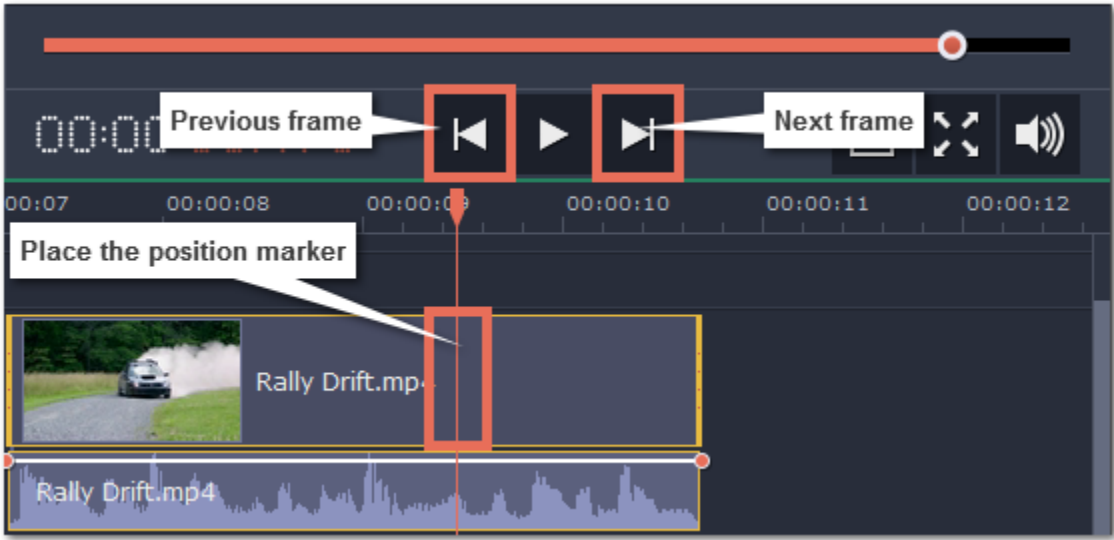 00:00
Previous frame
Next frame
00:07
00:00:08
00:00:09
00:00:10
00:00:11
00:00:12
Place the position marker
Rally Drift.mp4
Rally Drift.mp4